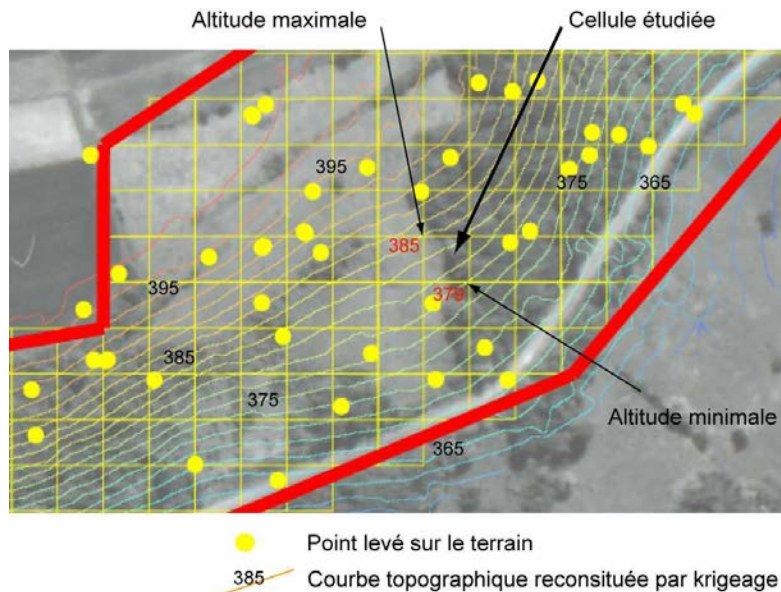 Altitude maximale
Cellule étudiée
395
375
365
385
395
379
385
375
Altitude minimale
365
Point levé sur le terrain
385
Courbe topographique reconsituée par krigeage